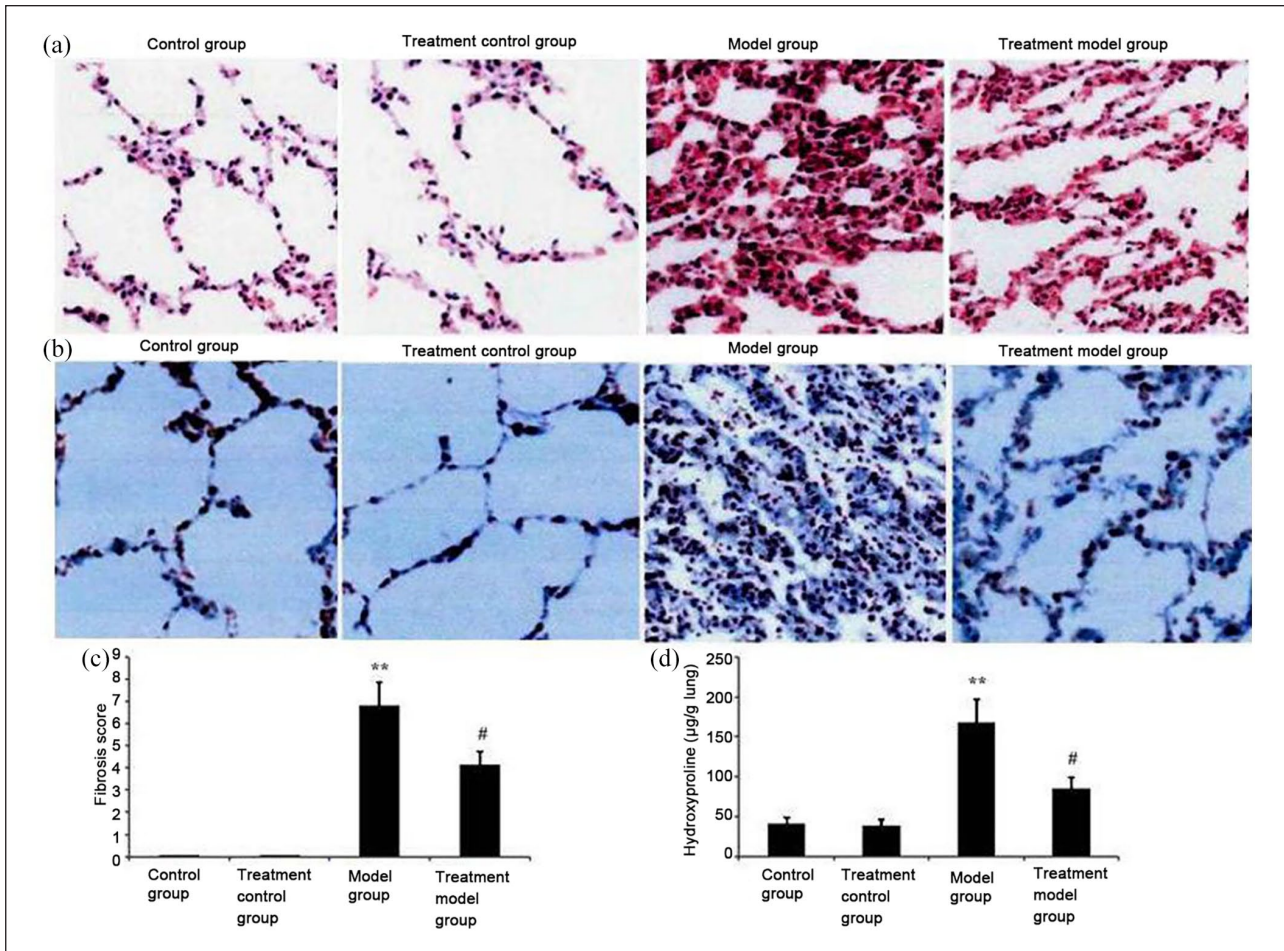 (a)
Control group
Treatment control group
Model group
Treatment model group
(b)
Control group
Treatment control group
Model group
Treatment model group
(c)
9
8
7
6
5
4
3
2
1
0
Fibrosis score
**
#
Control
group
Treatment
control
group
Model
group
Treatment
model
group
(d)
250
200
150
100
50
0
Hydroxyproline (µg/g lung)
**
#
Control
group
Treatment
control
group
Model
group
Treatment
model
group